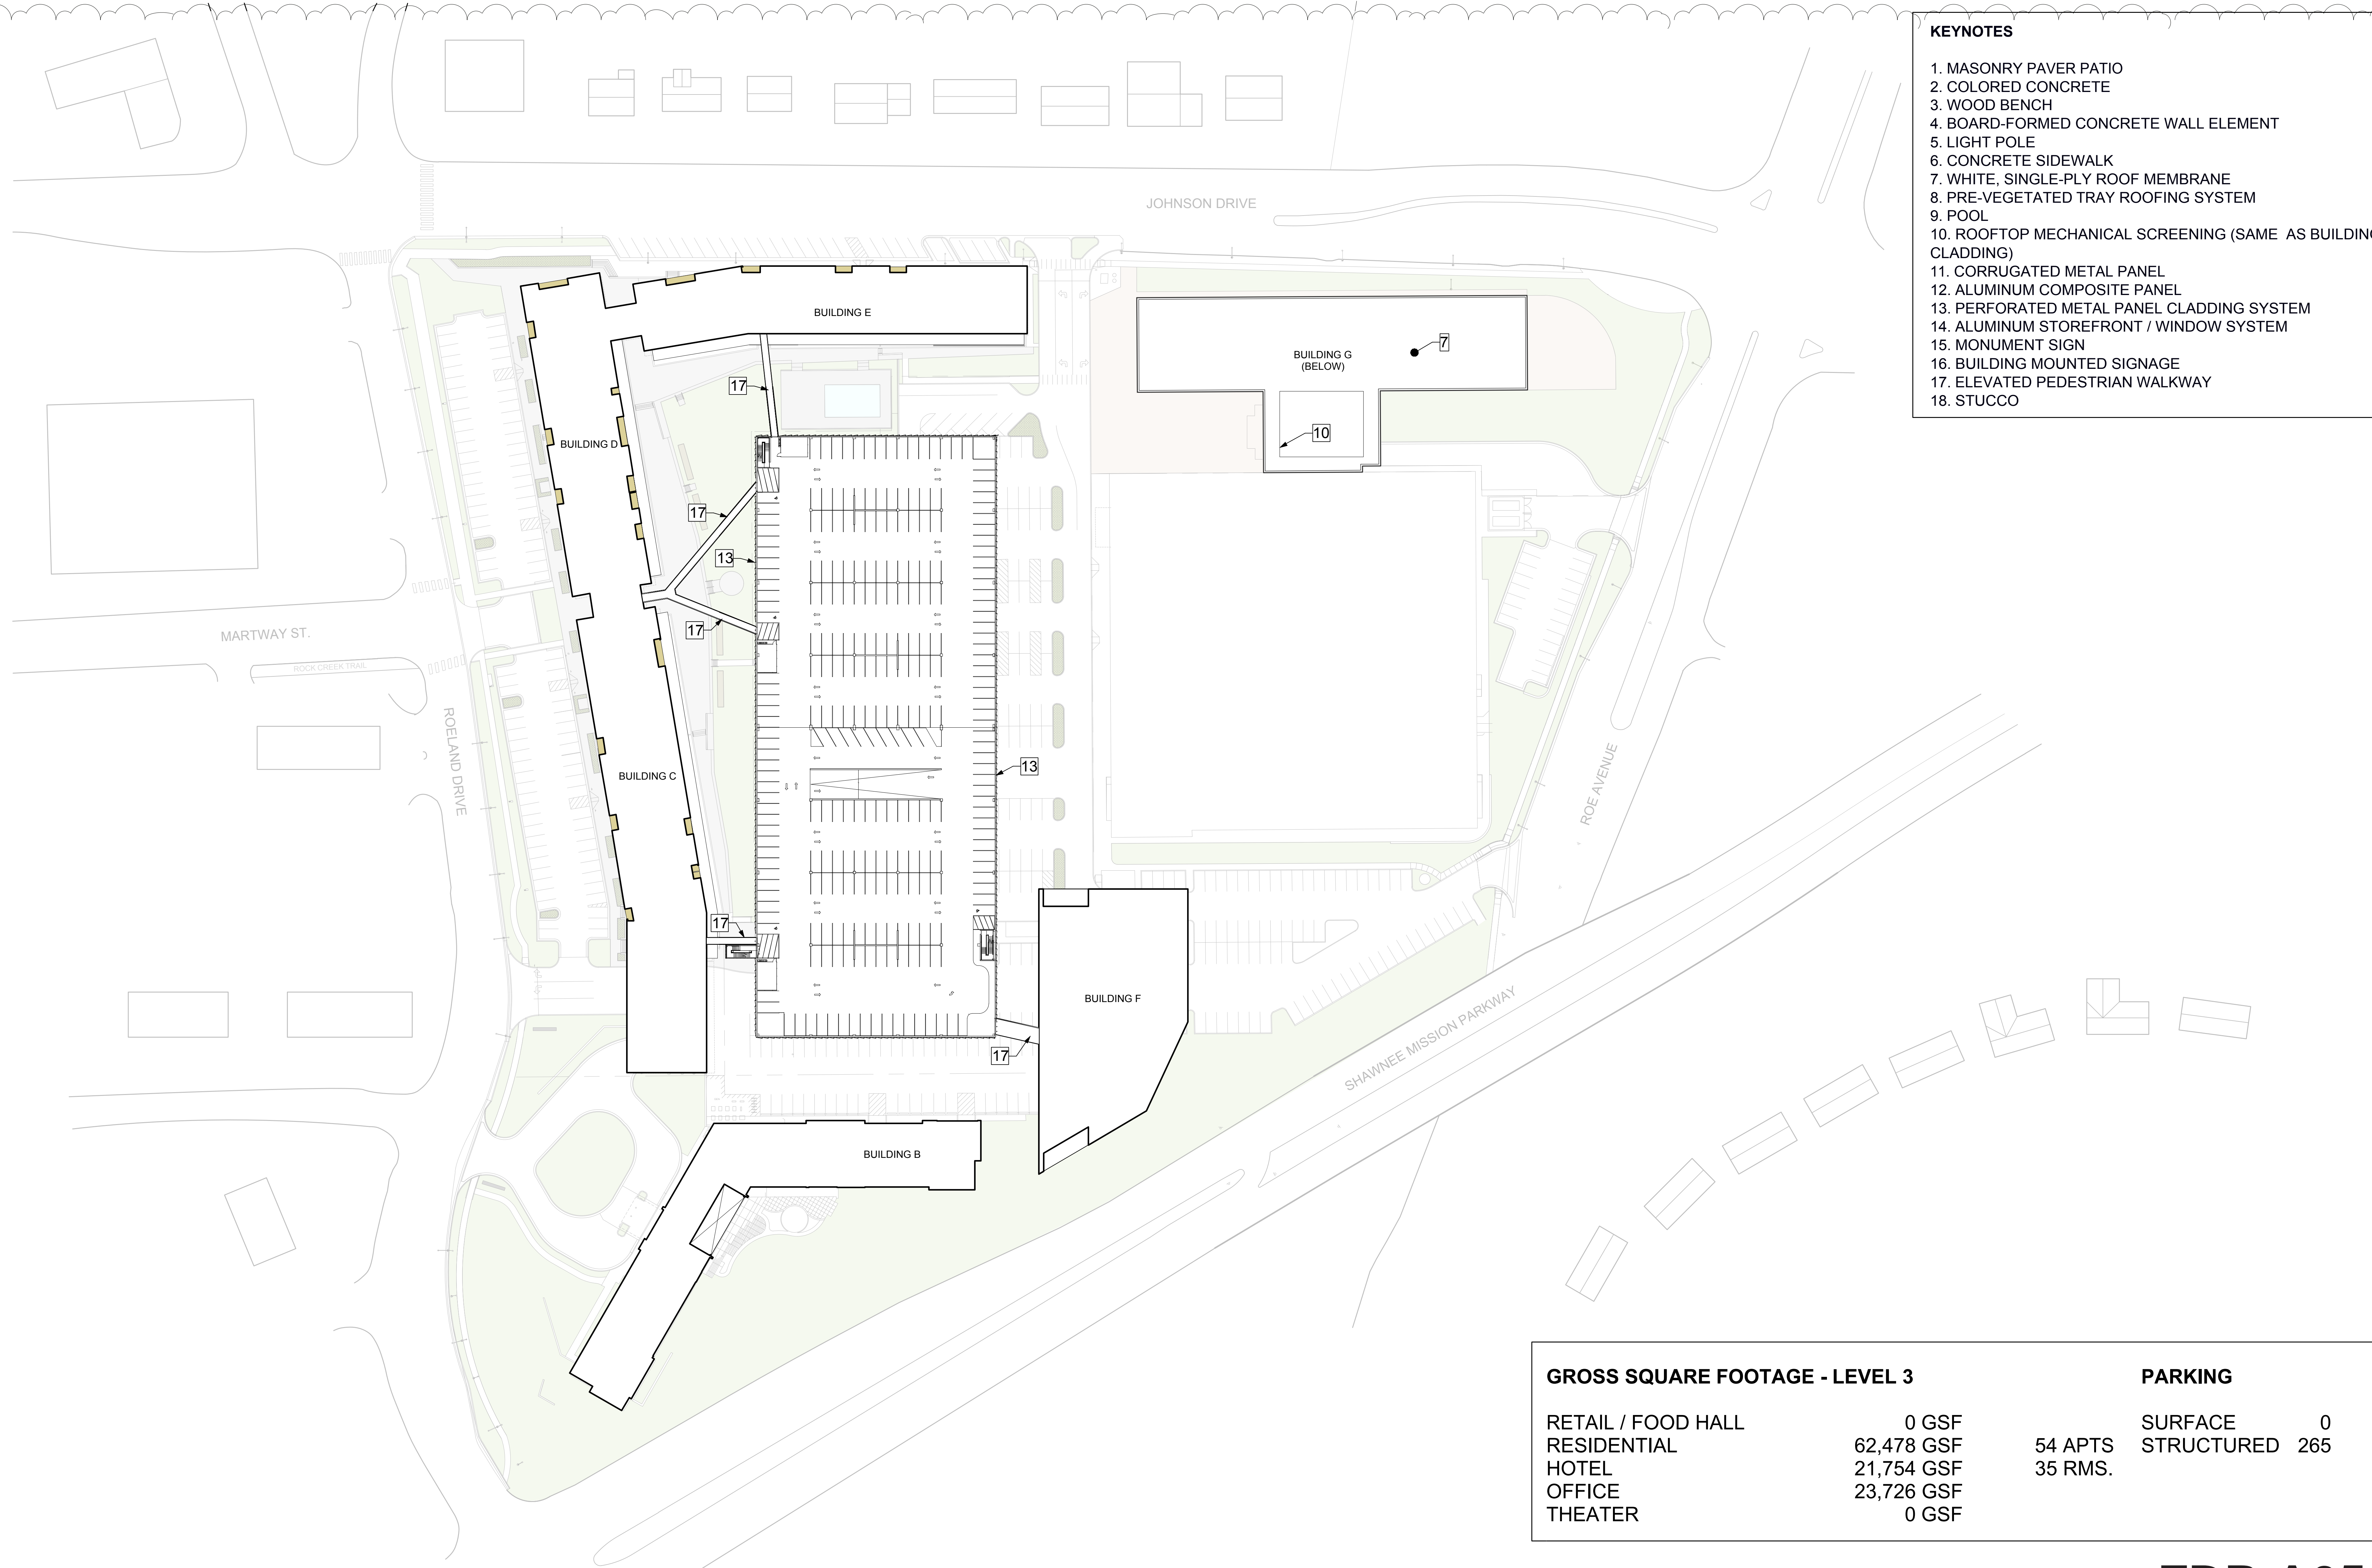 KEYNOTES
1. MASONRY PAVER PATIO
2. COLORED CONCRETE
3. WOOD BENCH
4. BOARD-FORMED CONCRETE WALL ELEMENT
5. LIGHT POLE
6. CONCRETE SIDEWALK
7. WHITE, SINGLE-PLY ROOF MEMBRANE
8. PRE-VEGETATED TRAY ROOFING SYSTEM
9. POOL
10. ROOFTOP MECHANICAL SCREENING (SAME AS BUILDING
CLADDING)
11. CORRUGATED METAL PANEL
12. ALUMINUM COMPOSITE PANEL
13. PERFORATED METAL PANEL CLADDING SYSTEM
14. ALUMINUM STOREFRONT / WINDOW SYSTEM
15. MONUMENT SIGN
16. BUILDING MOUNTED SIGNAGE
17. ELEVATED PEDESTRIAN WALKWAY
18. STUCCO
JOHNSON DRIVE
BUILDING E
BUILDING G
(BELOW)
7
17
10
BUILDING D
17
13
17
MARTWAY ST.
ROCK CREEK TRAIL
ROELAND DRIVE
BUILDING C
13
ROE AVENUE
17
BUILDING F
17
SHAWNEE MISSION PARKWAY
BUILDING B
GROSS SQUARE FOOTAGE - LEVEL 3 PARKING
RETAIL / FOOD HALL 0 GSF SURFACE 0
RESIDENTIAL 62,478 GSF 54 APTS STRUCTURED 265
HOTEL 21,754 GSF 35 RMS.
OFFICE 23,726 GSF
THEATER 0 GSF